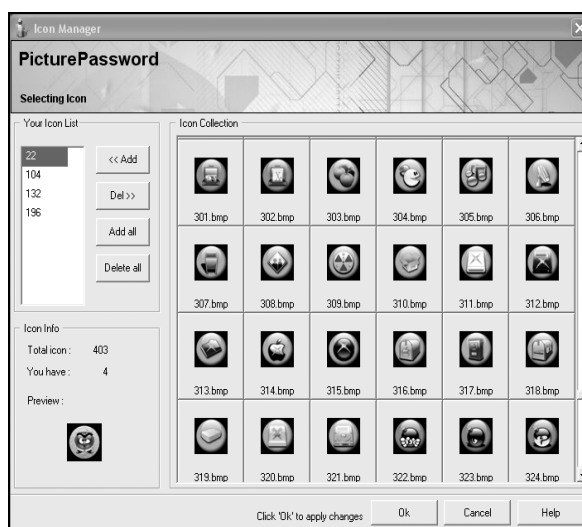 Icon Manager
PicturePassword
Selecting Icon
Your Icon List
22
104
132
196
<< Add
Del >>
Add all
Delete all
Icon Info
Total icon : 403
You have : 4
Preview :
Icon Collection
301.bmp 302.bmp 303.bmp 304.bmp 305.bmp 306.bmp
307.bmp 308.bmp 309.bmp 310.bmp 311.bmp 312.bmp
313.bmp 314.bmp 315.bmp 316.bmp 317.bmp 318.bmp
319.bmp 320.bmp 321.bmp 322.bmp 323.bmp 324.bmp
Click 'Ok' to apply changes Ok Cancel Help